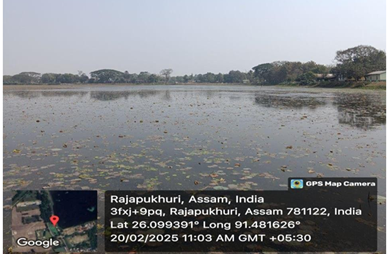 GPS Map Camera
Rajapukhuri, Assam, India
3fxj+9pq, Rajapukhuri, Assam 781122, India
Lat 26.099391° Long 91.481626°
20/02/2025 11:03 AM GMT +05:30
Google